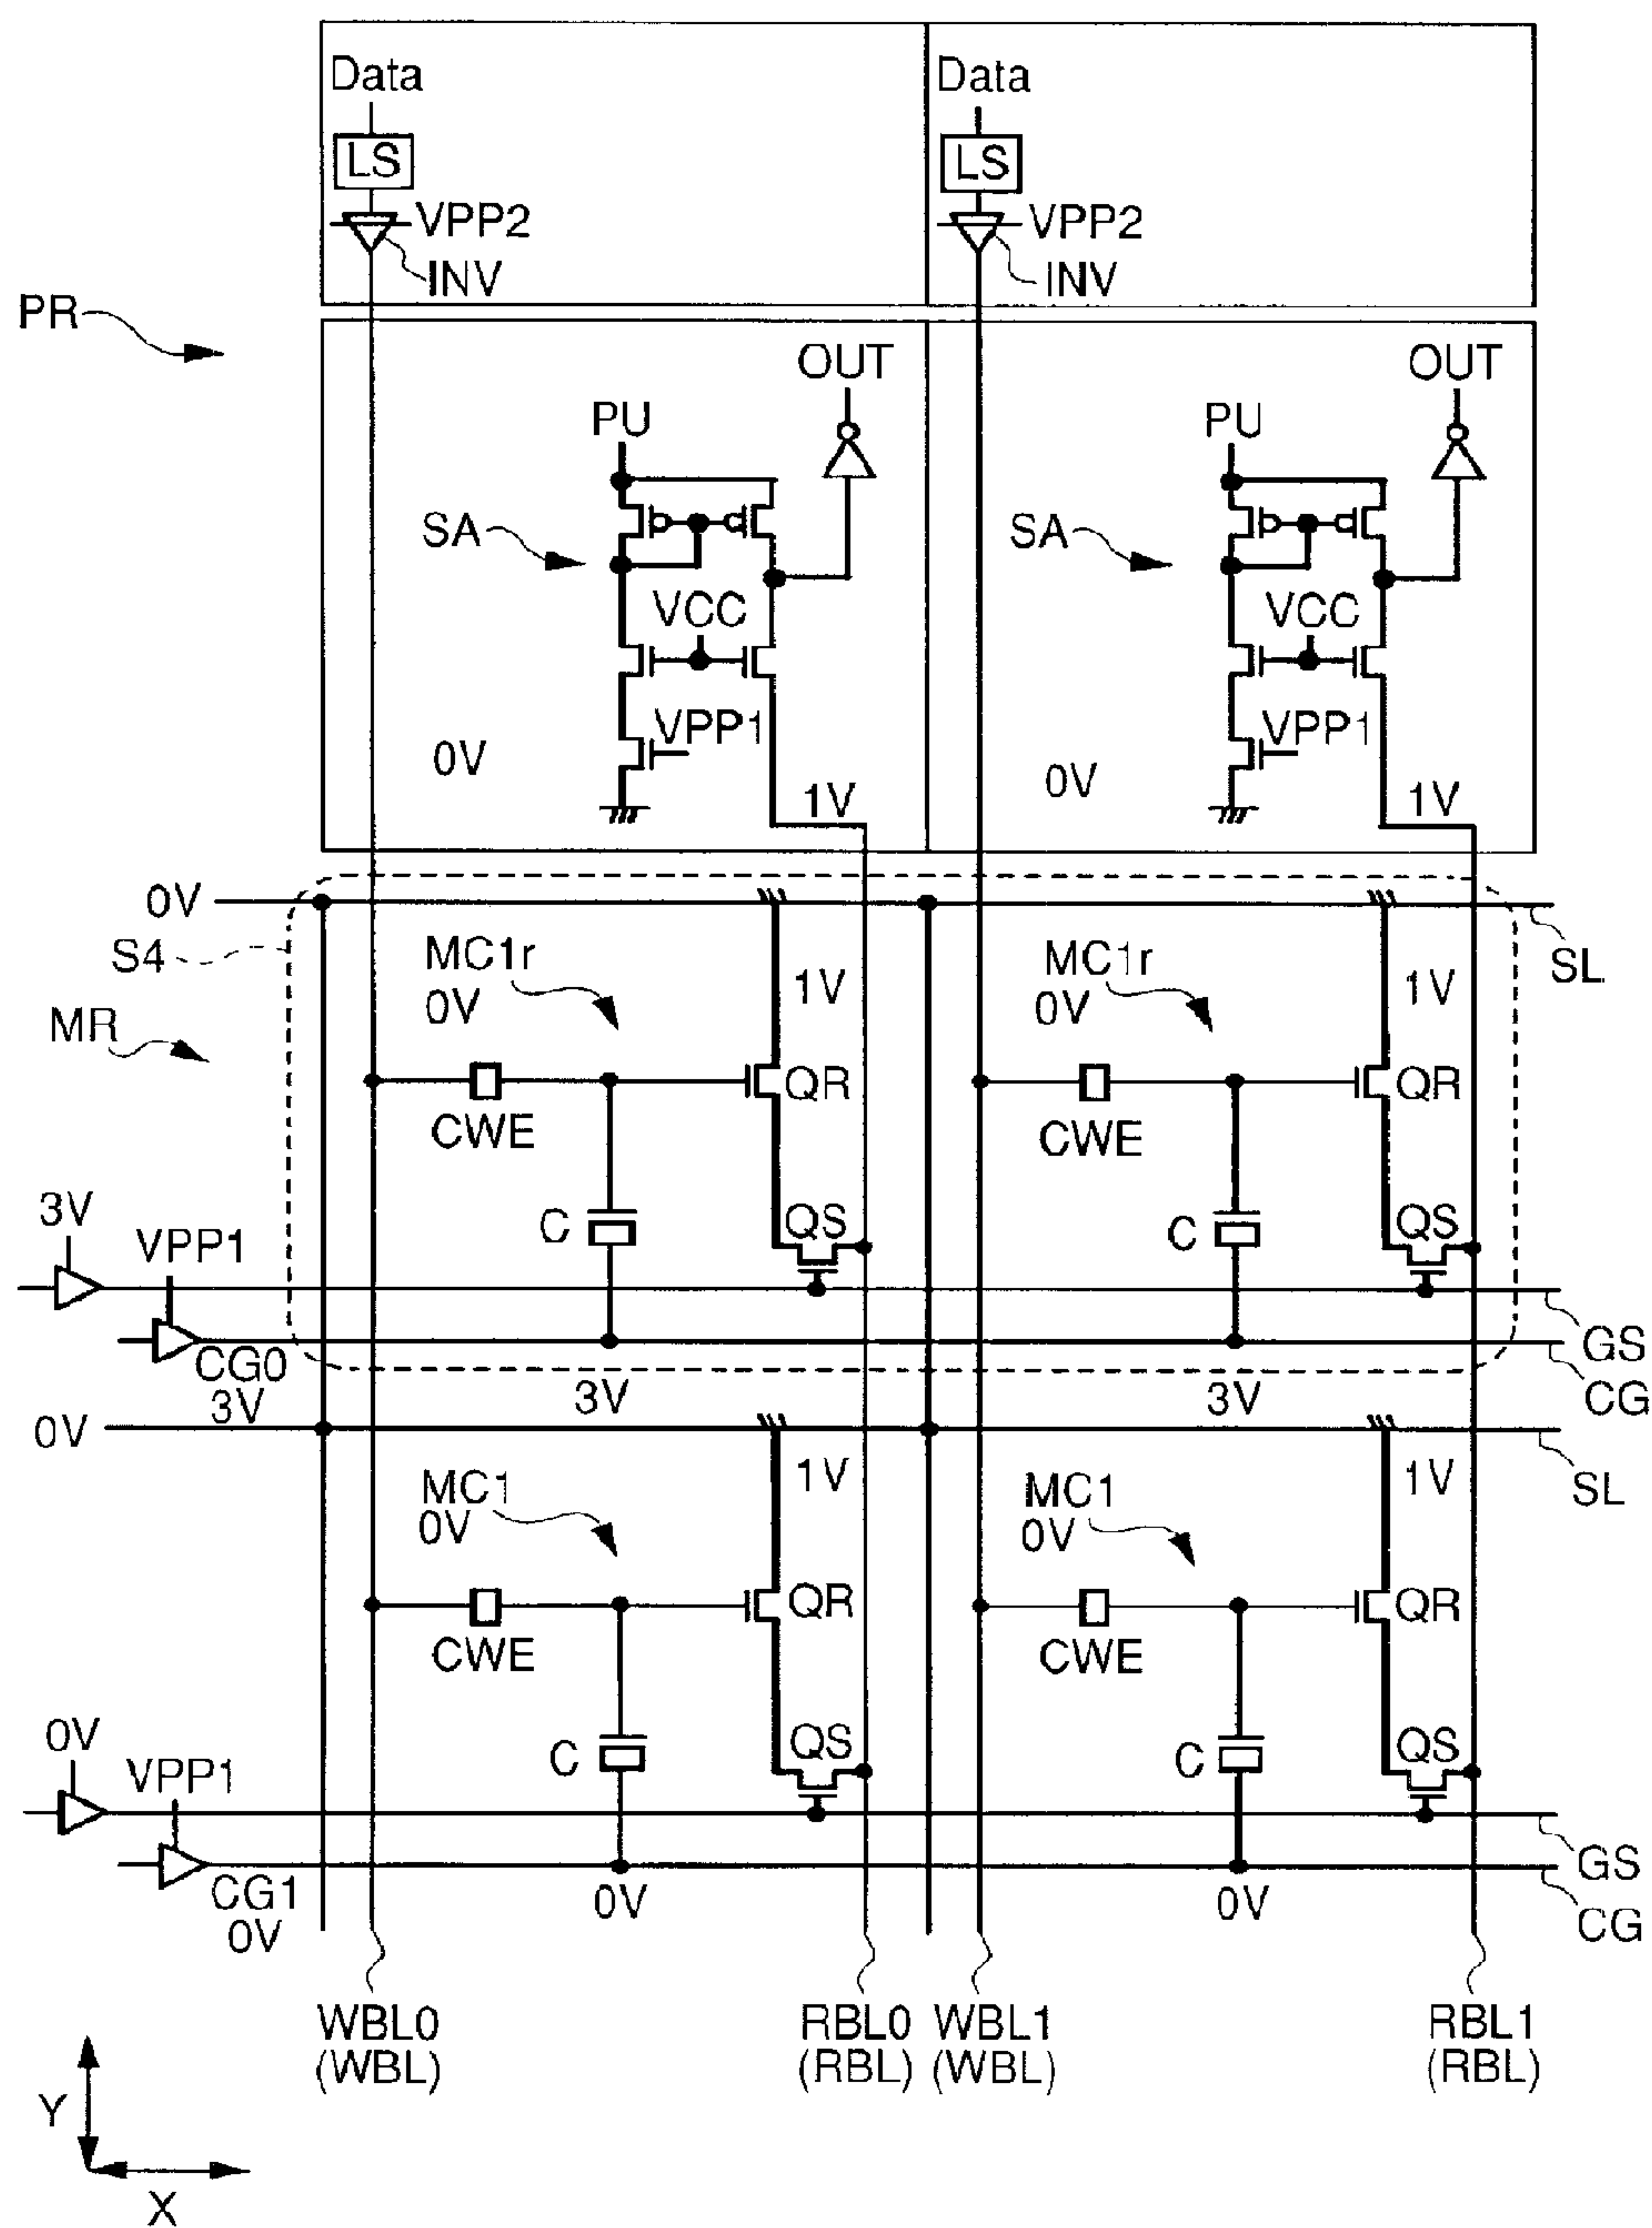 Data Data
LS LS
VPP2 VPP2
INV INV
PR
OUT OUT
PU PU
SA SA
VCC VCC
VPP1 VPP1
0V 0V
1V 1V
0V
S4
MC1r MC1r
0V 1V 0V 1V
SL
MR
QR QR
CWE CWE
3V
C QS C QS
VPP1
GS
CG0
3V 3V 3V
CG
0V
MC1 1V MC1 1V
0V 0V
SL
QR QR
CWE CWE
0V
C QS C QS
VPP1
GS
CG1
0V 0V 0V
CG
WBL0 RBL0 WBL1 RBL1
(WBL) (RBL) (WBL) (RBL)
Y
X